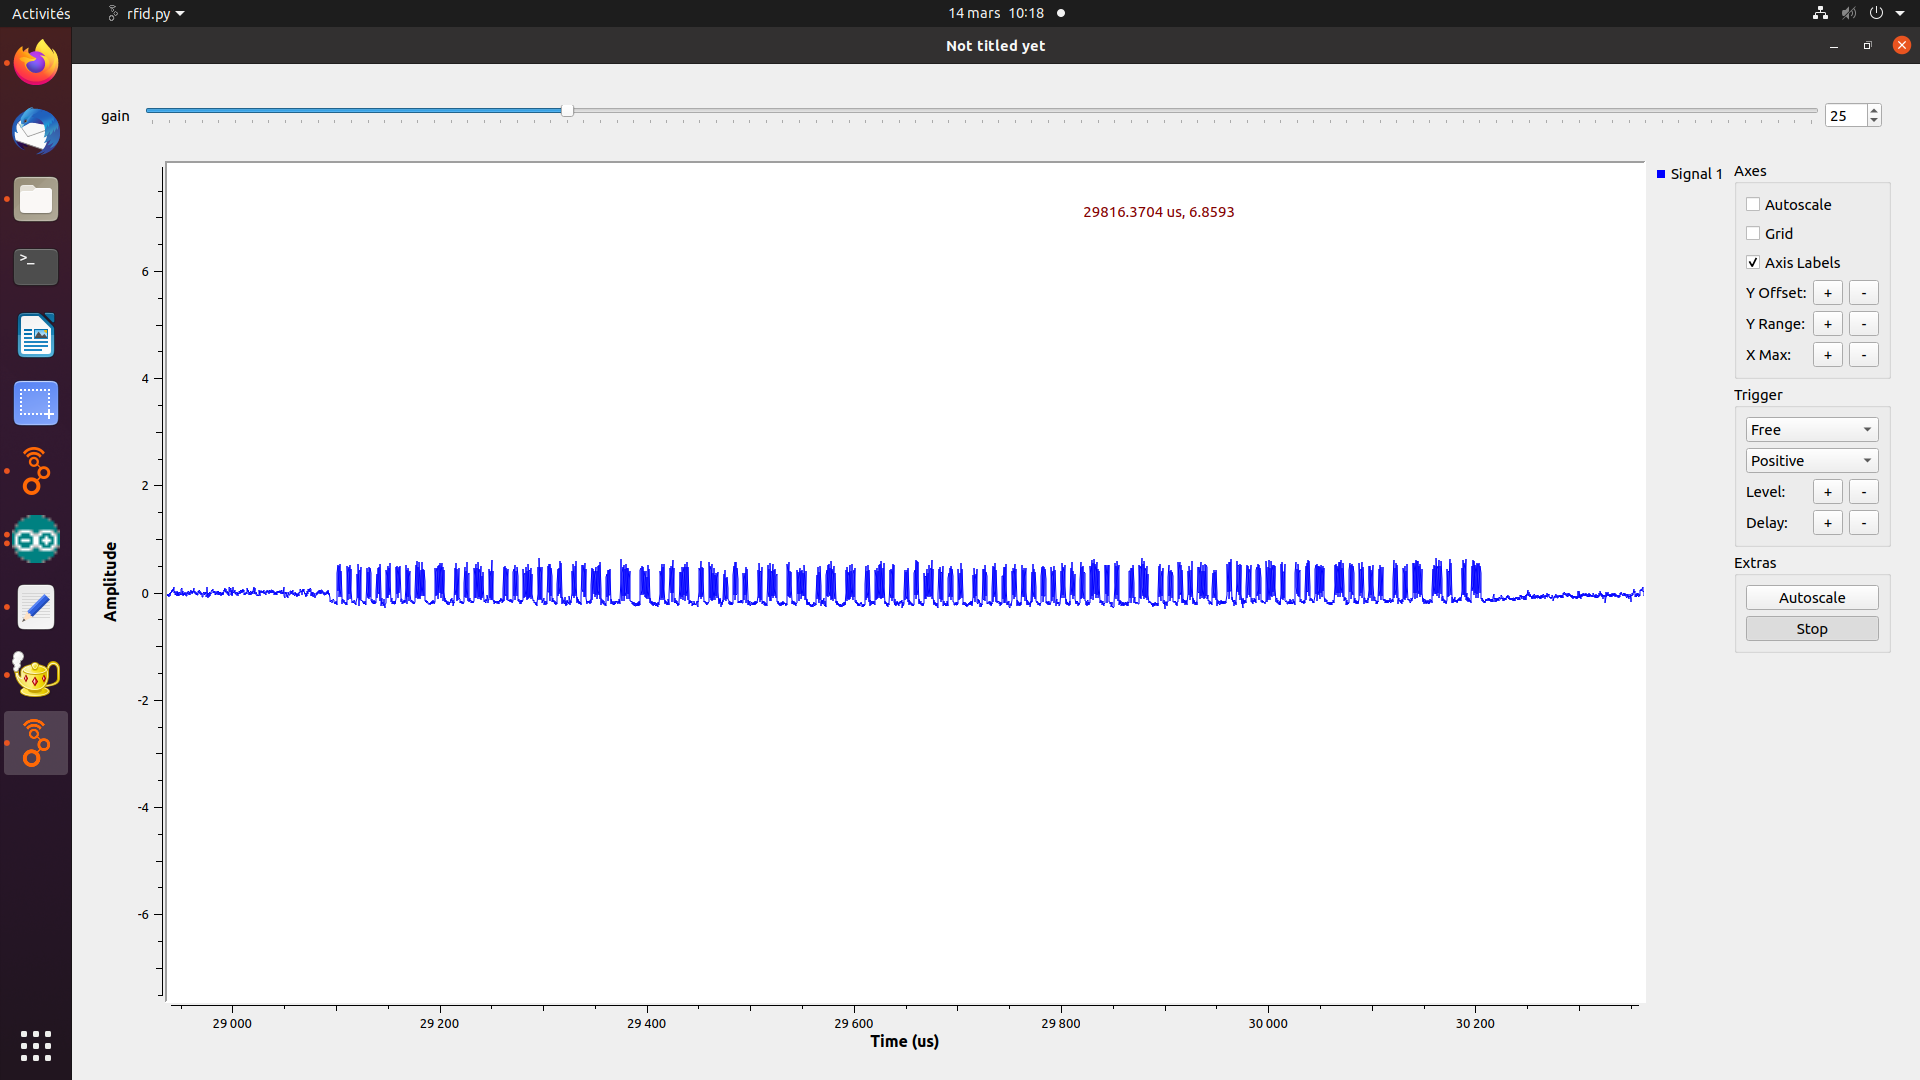 Activités
rfid.py
14 mars 10:18
Not titled yet
gain
25
29816.3704 us, 6.8593
Signal 1
Axes
Autoscale
Grid
Axis Labels
Y Offset: + -
Y Range: + -
X Max: + -
Trigger
Free
Positive
Level: + -
Delay: + -
Extras
Autoscale
Stop
Amplitude
6
4
2
0
-2
-4
-6
29 000 29 200 29 400 29 600 29 800 30 000 30 200
Time (us)